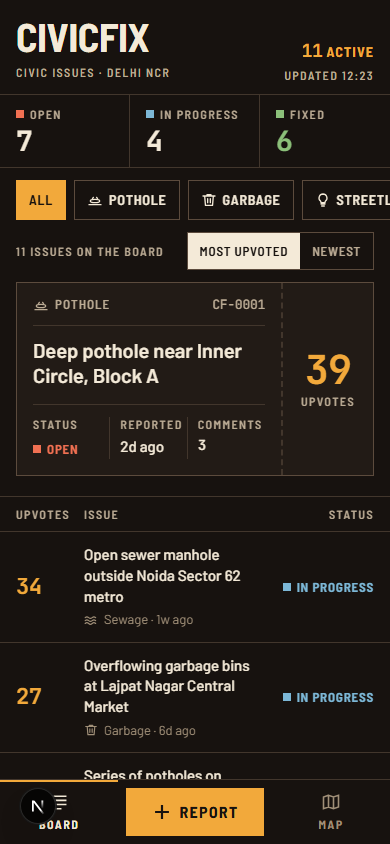 CIVICFIX
CIVIC ISSUES · DELHI NCR
11 ACTIVE
UPDATED 12:23
OPEN
7
IN PROGRESS
4
FIXED
6
ALL
POTHOLE
GARBAGE
STREETL
11 ISSUES ON THE BOARD
MOST UPVOTED
NEWEST
POTHOLE
CF-0001
Deep pothole near Inner
Circle, Block A
STATUS
OPEN
REPORTED
2d ago
COMMENTS
3
39
UPVOTES
UPVOTES
ISSUE
STATUS
34
Open sewer manhole
outside Noida Sector 62
metro
Sewage · 1w ago
IN PROGRESS
27
Overflowing garbage bins
at Lajpat Nagar Central
Market
Garbage · 6d ago
IN PROGRESS
Series of potholes on
N
BOARD
REPORT
MAP